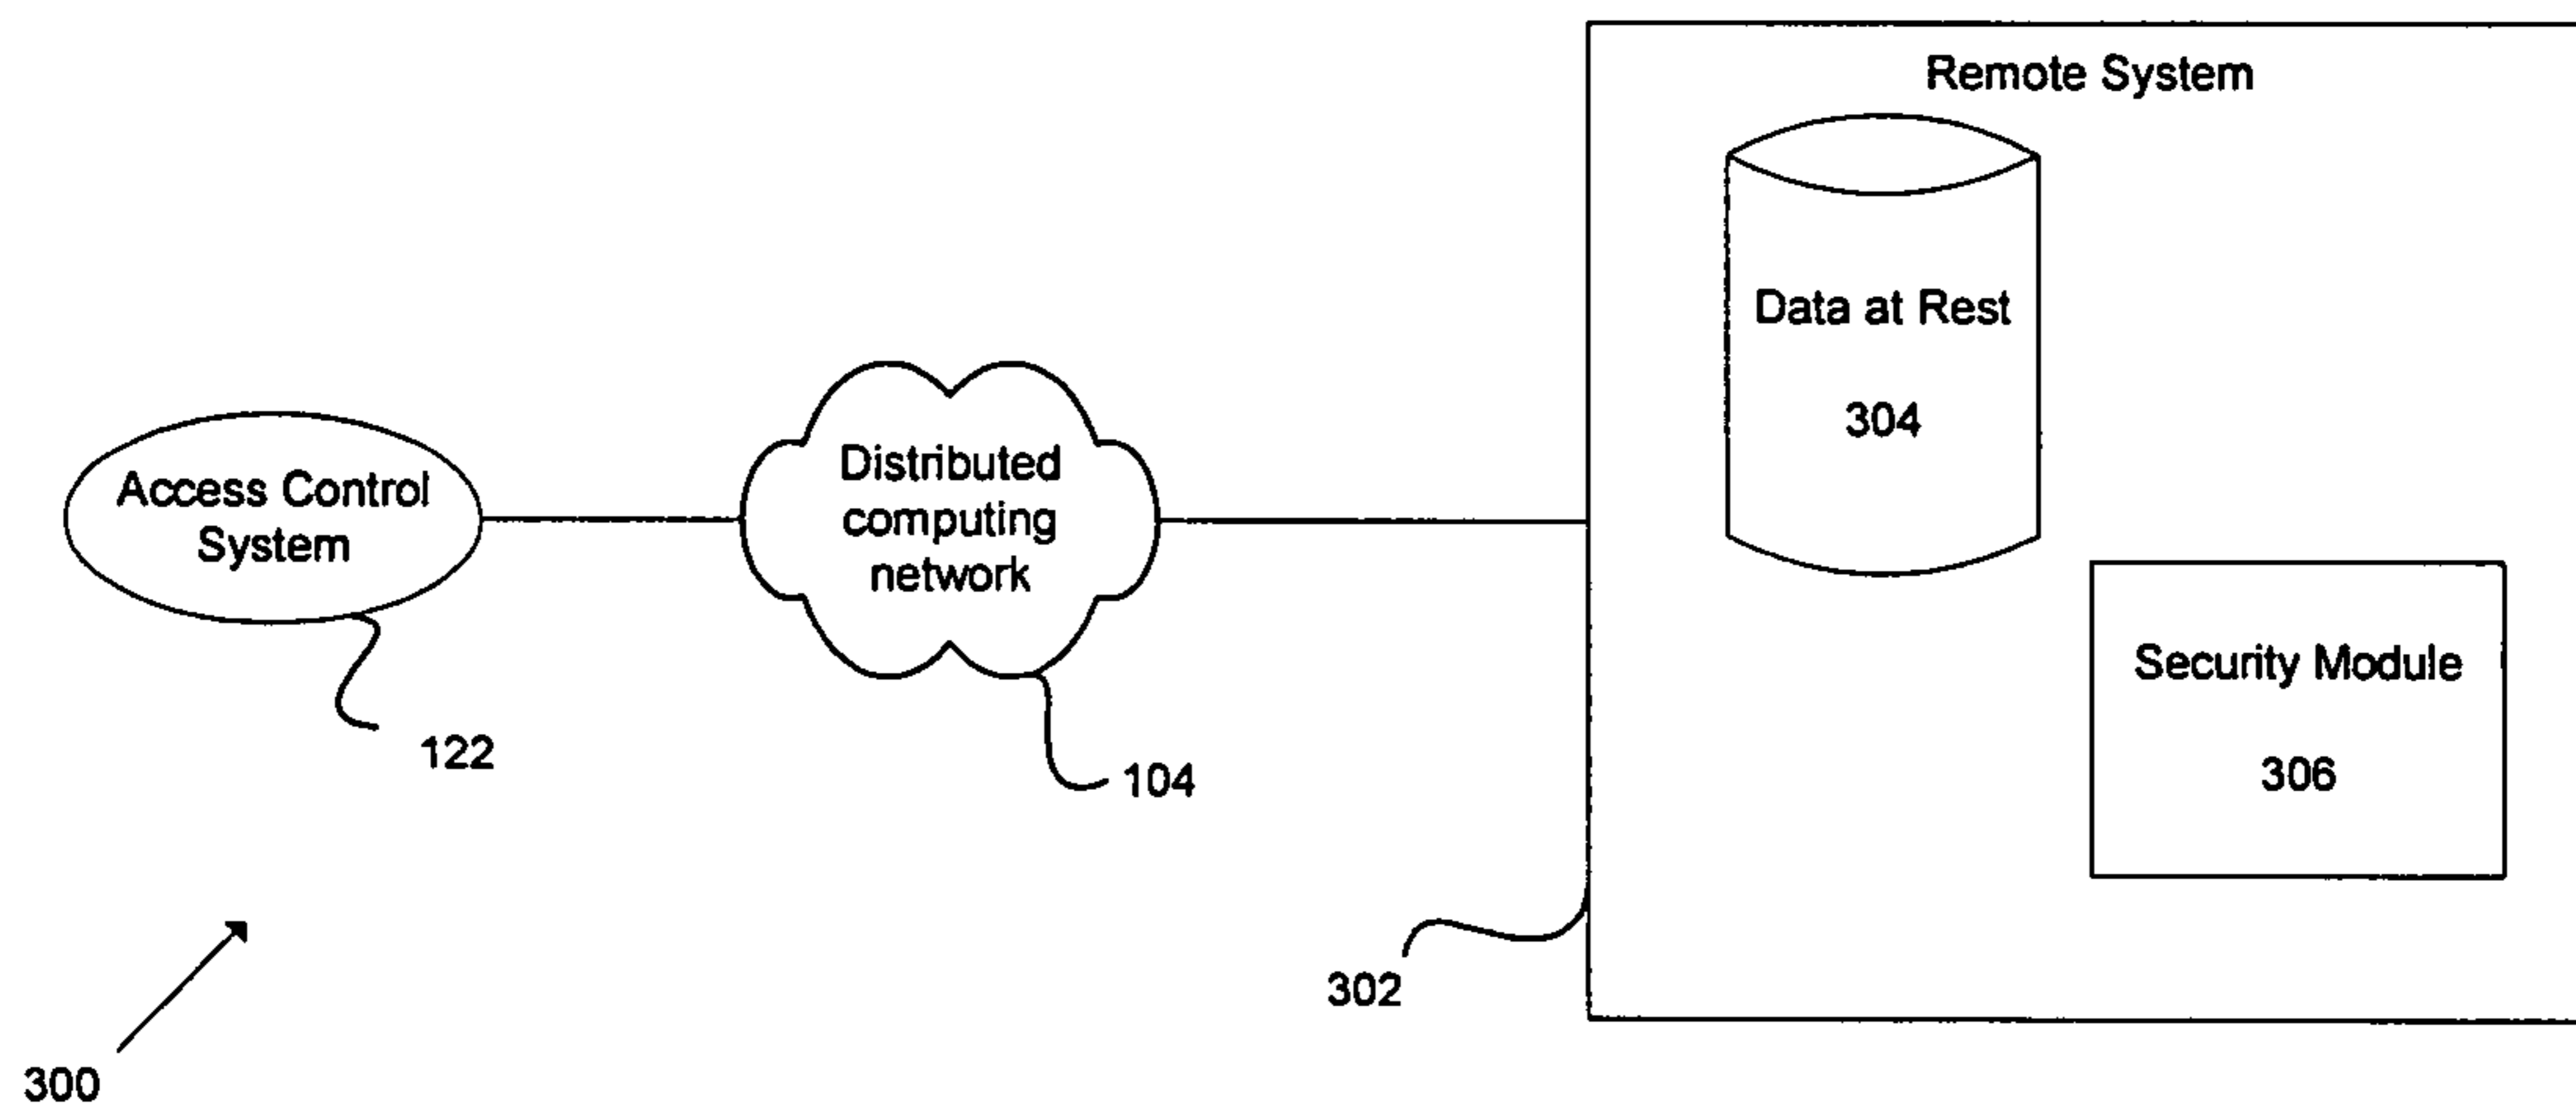 Remote System
Data at Rest
304
Security Module
306
Access Control
System
Distributed
computing
network
122
104
302
300